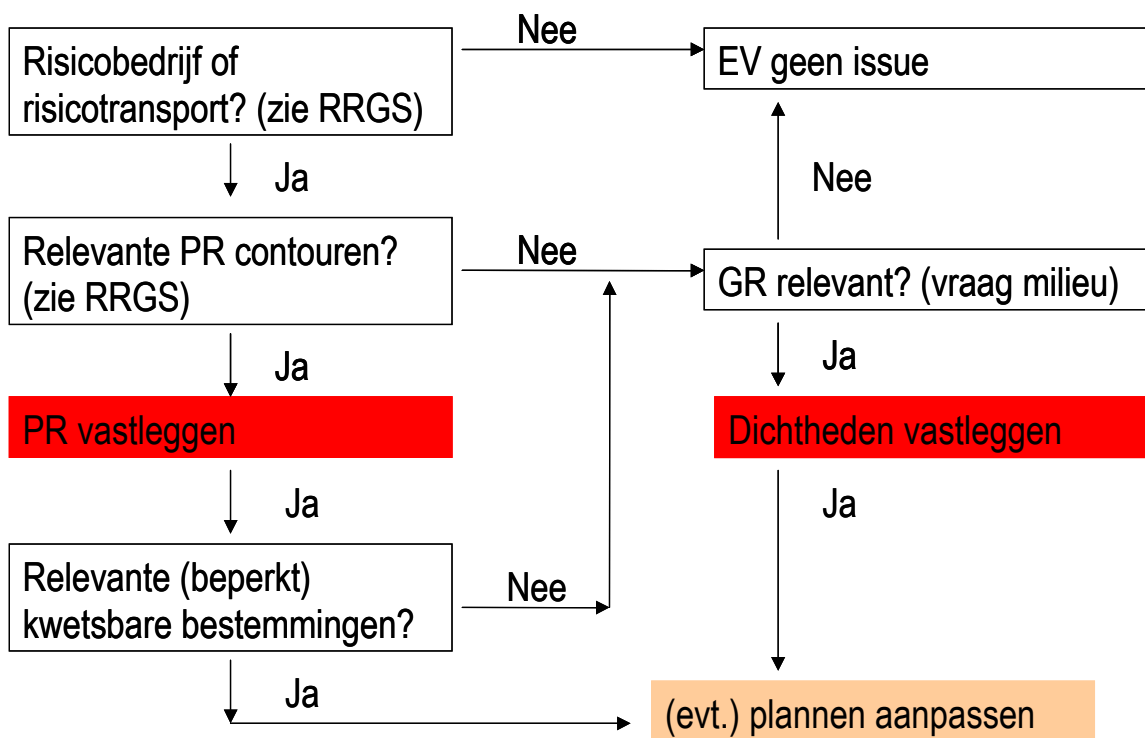 Nee
Risicobedrijf of
risicotransport? (zie RRGS)
EV geen issue
Ja
Nee
Relevante PR contouren?
(zie RRGS)
Nee
GR relevant? (vraag milieu)
Ja
Ja
PR vastleggen
Dichtheden vastleggen
Ja
Ja
Relevante (beperkt)
kwetsbare bestemmingen?
Nee
Ja
(evt.) plannen aanpassen